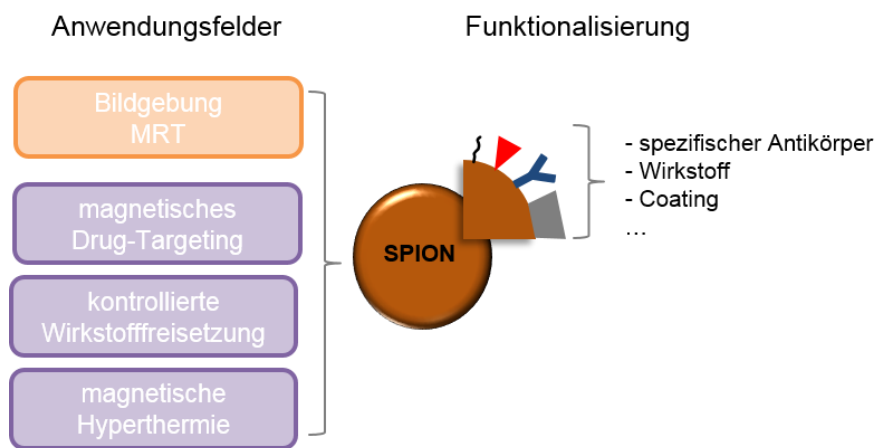 Anwendungsfelder
Funktionalisierung
Bildgebung
MRT
magnetisches
Drug-Targeting
kontrollierte
Wirkstofffreisetzung
magnetische
Hyperthermie
SPION
- spezifischer Antikörper
- Wirkstoff
- Coating
...